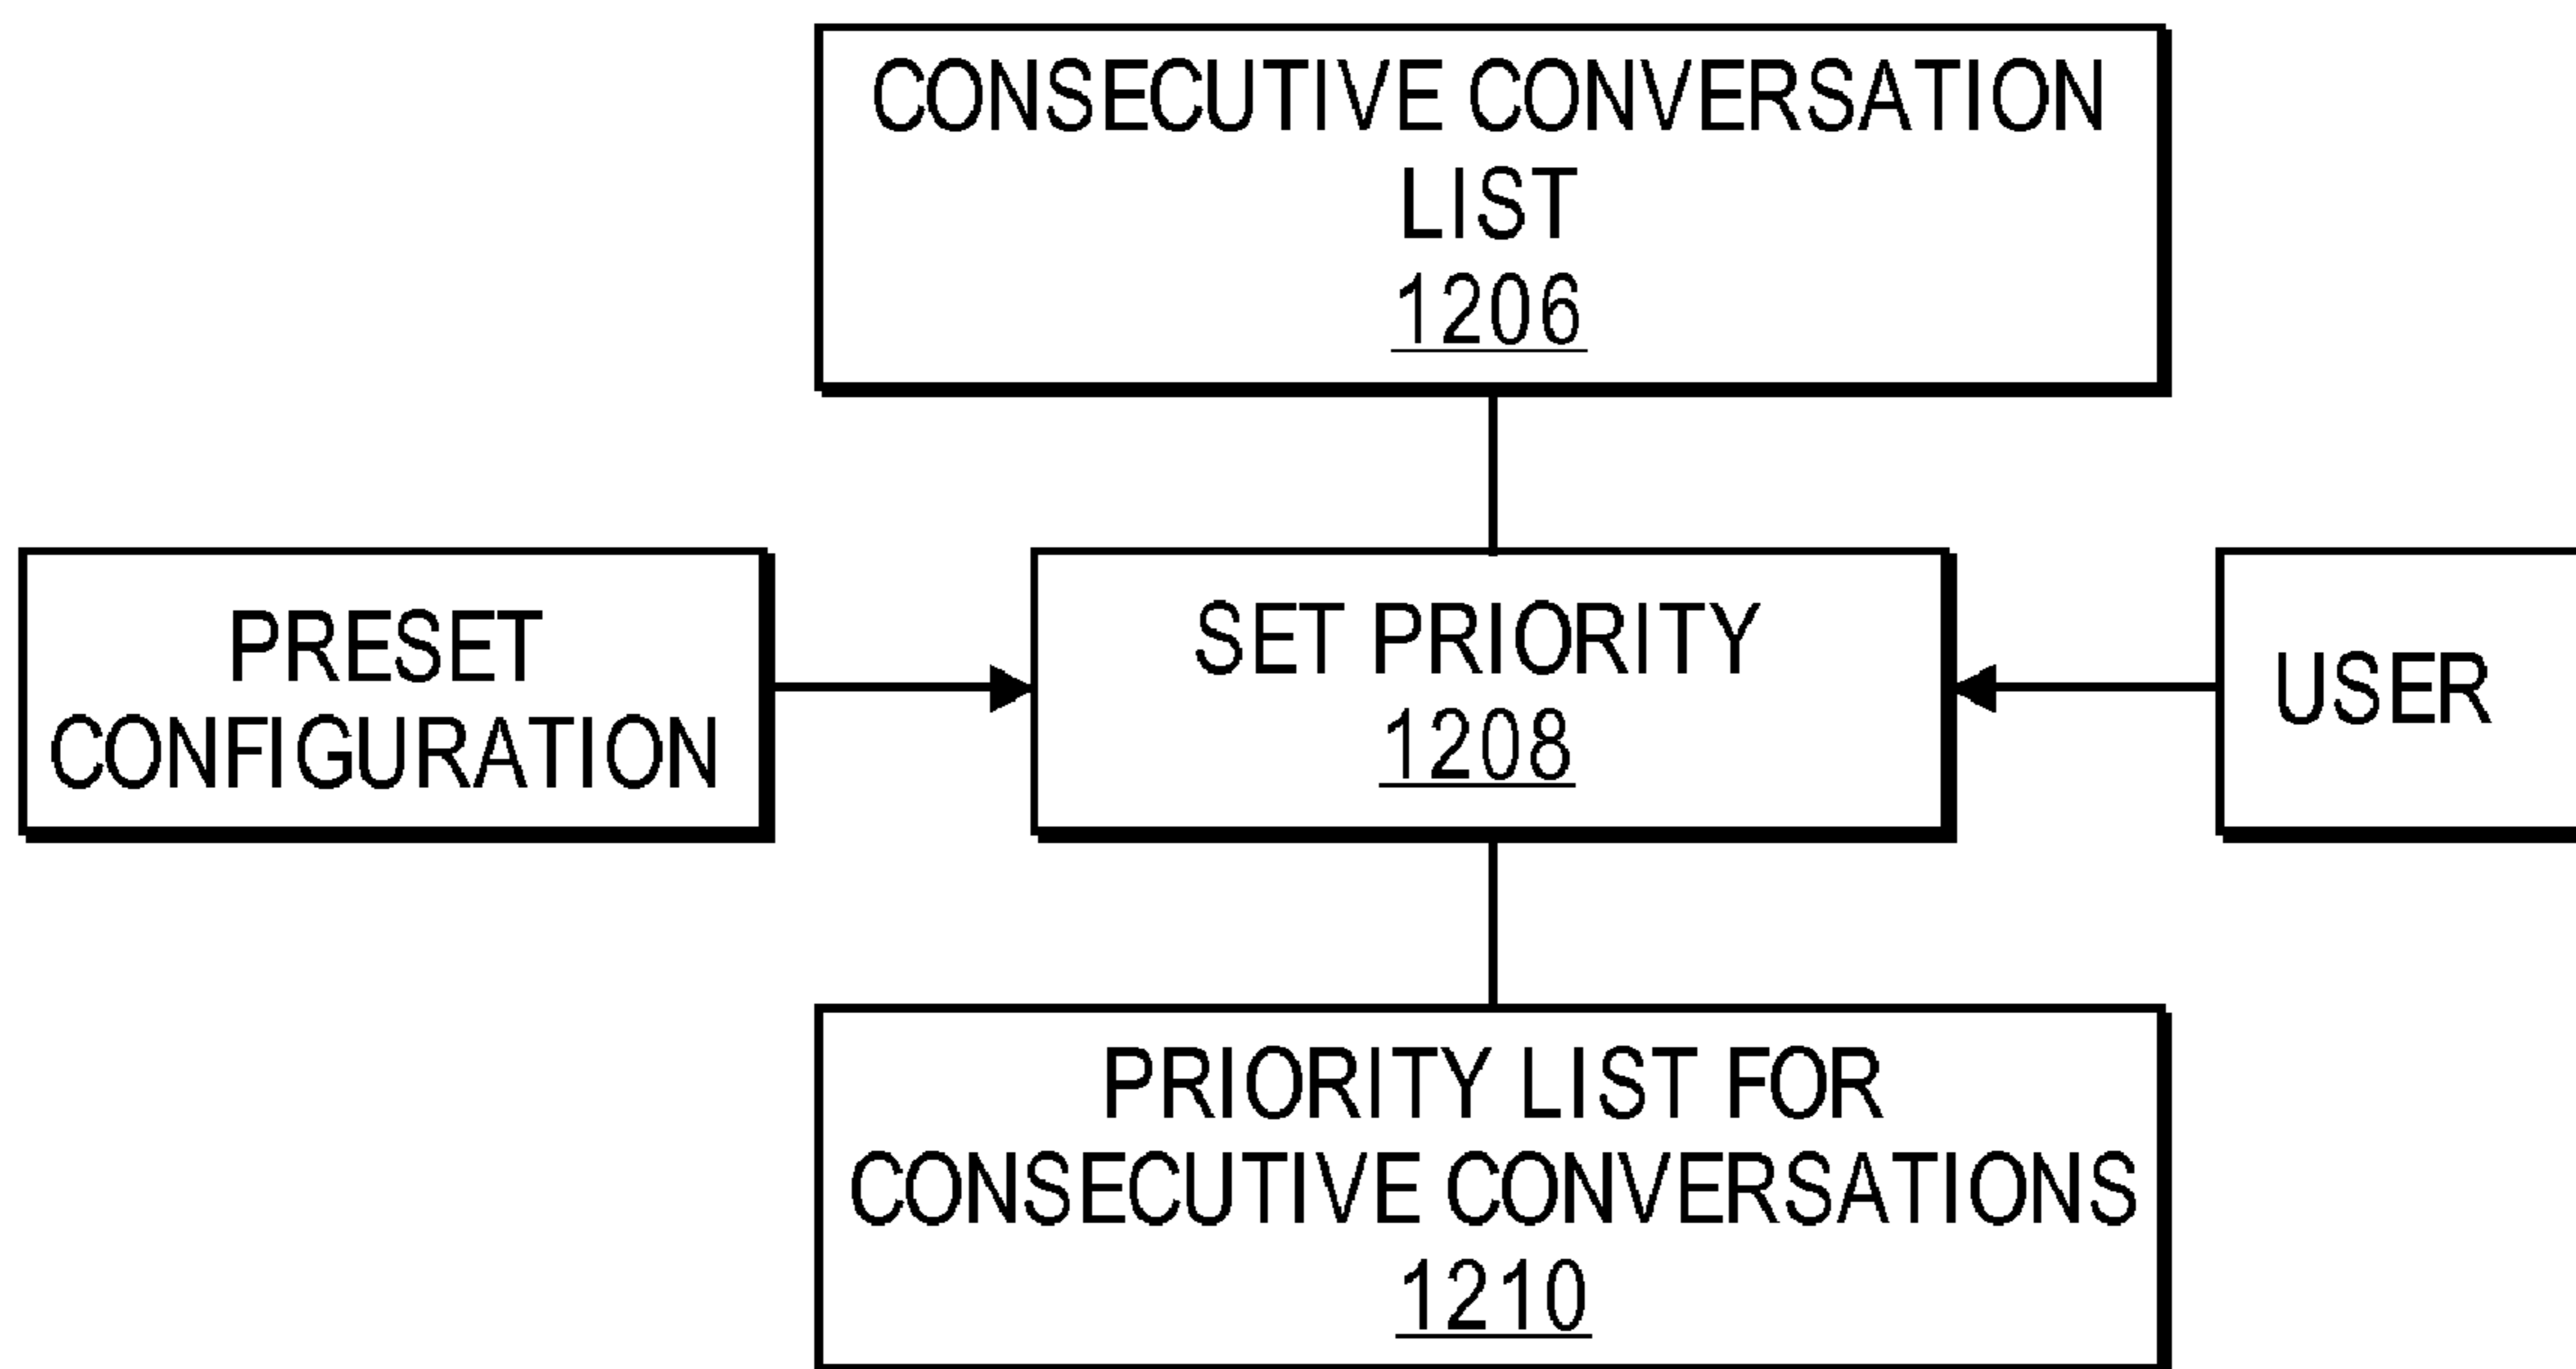 CONSECUTIVE CONVERSATION
LIST
1206
PRESET
CONFIGURATION
SET PRIORITY
1208
USER
PRIORITY LIST FOR
CONSECUTIVE CONVERSATIONS
1210